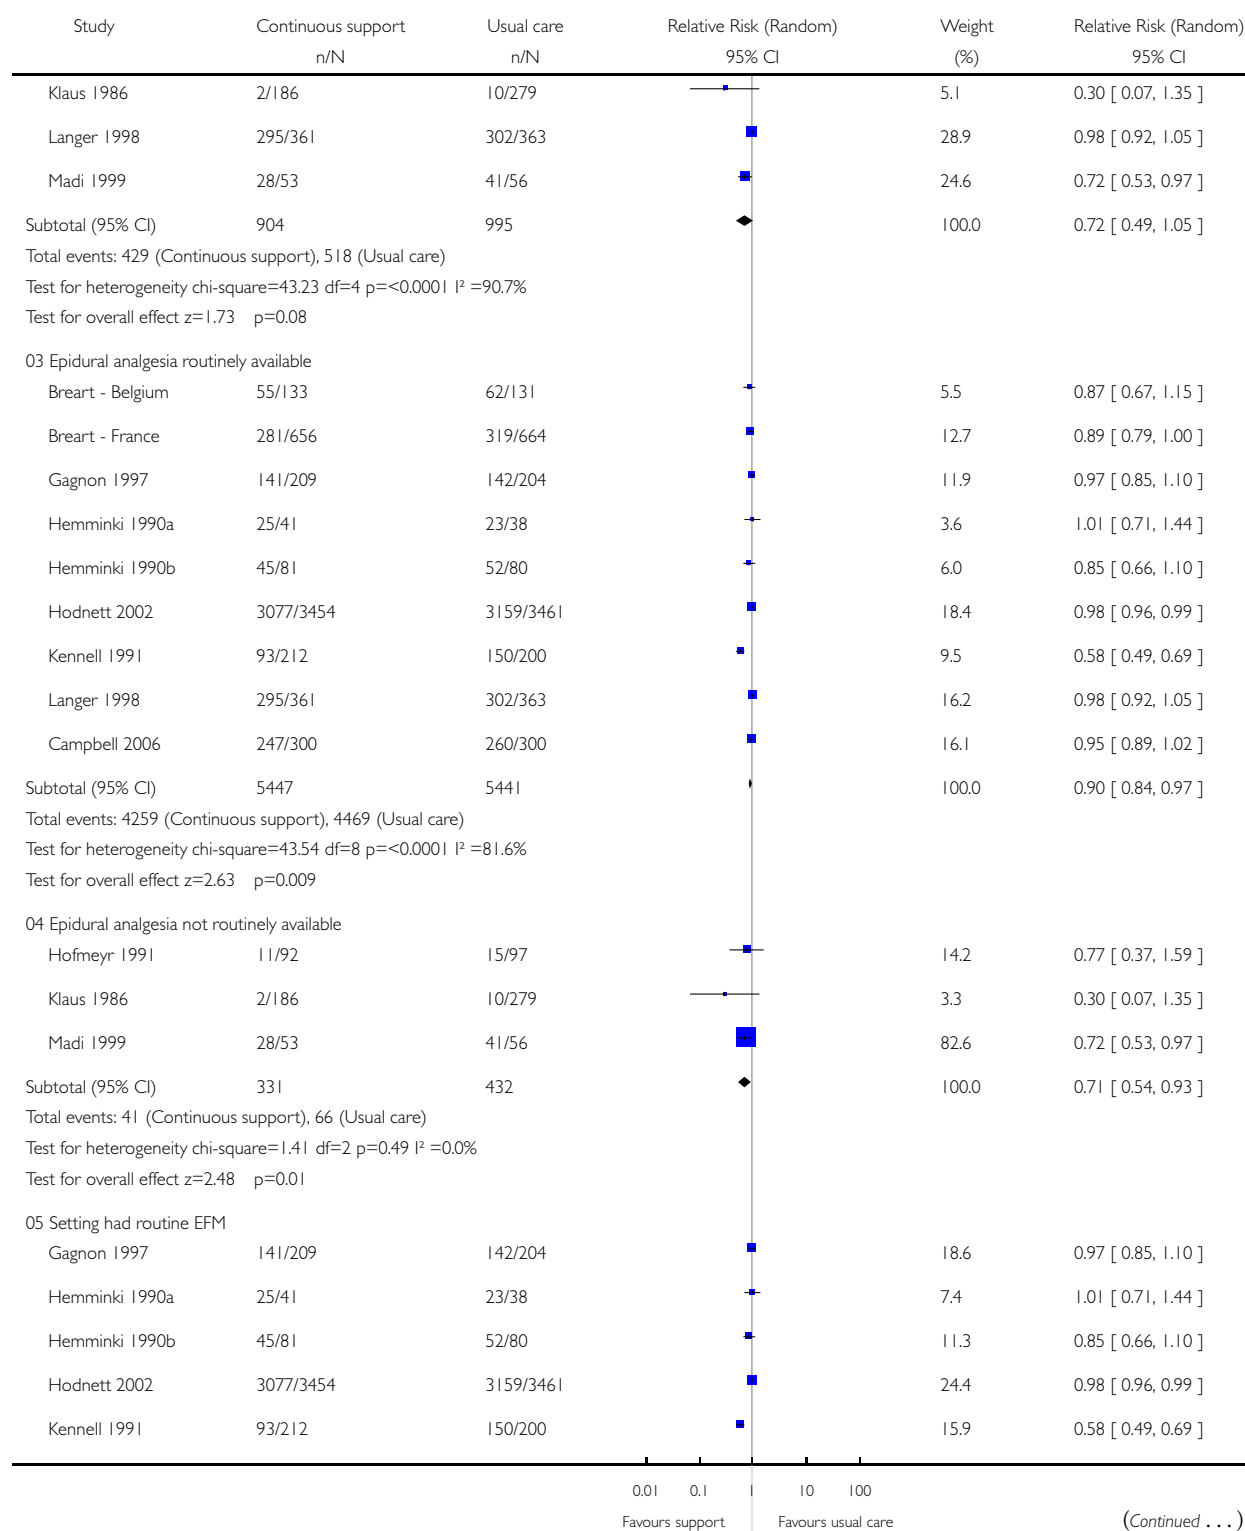 Study Continuous support Usual care Relative Risk (Random) Weight Relative Risk (Random)
n/N n/N 95% CI (%) 95% CI
Klaus 1986 2/186 10/279 5.1 0.30 [ 0.07, 1.35 ]
Langer 1998 295/361 302/363 28.9 0.98 [ 0.92, 1.05 ]
Madi 1999 28/53 41/56 24.6 0.72 [ 0.53, 0.97 ]
Subtotal (95% CI) 904 995 100.0 0.72 [ 0.49, 1.05 ]
Total events: 429 (Continuous support), 518 (Usual care)
Test for heterogeneity chi-square=43.23 df=4 p=<0.0001 I² =90.7%
Test for overall effect z=1.73 p=0.08
03 Epidural analgesia routinely available
Breart - Belgium 55/133 62/131 5.5 0.87 [ 0.67, 1.15 ]
Breart - France 281/656 319/664 12.7 0.89 [ 0.79, 1.00 ]
Gagnon 1997 141/209 142/204 11.9 0.97 [ 0.85, 1.10 ]
Hemminki 1990a 25/41 23/38 3.6 1.01 [ 0.71, 1.44 ]
Hemminki 1990b 45/81 52/80 6.0 0.85 [ 0.66, 1.10 ]
Hodnett 2002 3077/3454 3159/3461 18.4 0.98 [ 0.96, 0.99 ]
Kennell 1991 93/212 150/200 9.5 0.58 [ 0.49, 0.69 ]
Langer 1998 295/361 302/363 16.2 0.98 [ 0.92, 1.05 ]
Campbell 2006 247/300 260/300 16.1 0.95 [ 0.89, 1.02 ]
Subtotal (95% CI) 5447 5441 100.0 0.90 [ 0.84, 0.97 ]
Total events: 4259 (Continuous support), 4469 (Usual care)
Test for heterogeneity chi-square=43.54 df=8 p=<0.0001 I² =81.6%
Test for overall effect z=2.63 p=0.009
04 Epidural analgesia not routinely available
Hofmeyr 1991 11/92 15/97 14.2 0.77 [ 0.37, 1.59 ]
Klaus 1986 2/186 10/279 3.3 0.30 [ 0.07, 1.35 ]
Madi 1999 28/53 41/56 82.6 0.72 [ 0.53, 0.97 ]
Subtotal (95% CI) 331 432 100.0 0.71 [ 0.54, 0.93 ]
Total events: 41 (Continuous support), 66 (Usual care)
Test for heterogeneity chi-square=1.41 df=2 p=0.49 I² =0.0%
Test for overall effect z=2.48 p=0.01
05 Setting had routine EFM
Gagnon 1997 141/209 142/204 18.6 0.97 [ 0.85, 1.10 ]
Hemminki 1990a 25/41 23/38 7.4 1.01 [ 0.71, 1.44 ]
Hemminki 1990b 45/81 52/80 11.3 0.85 [ 0.66, 1.10 ]
Hodnett 2002 3077/3454 3159/3461 24.4 0.98 [ 0.96, 0.99 ]
Kennell 1991 93/212 150/200 15.9 0.58 [ 0.49, 0.69 ]
0.01 0.1 1 10 100
Favours support Favours usual care (Continued . . . )